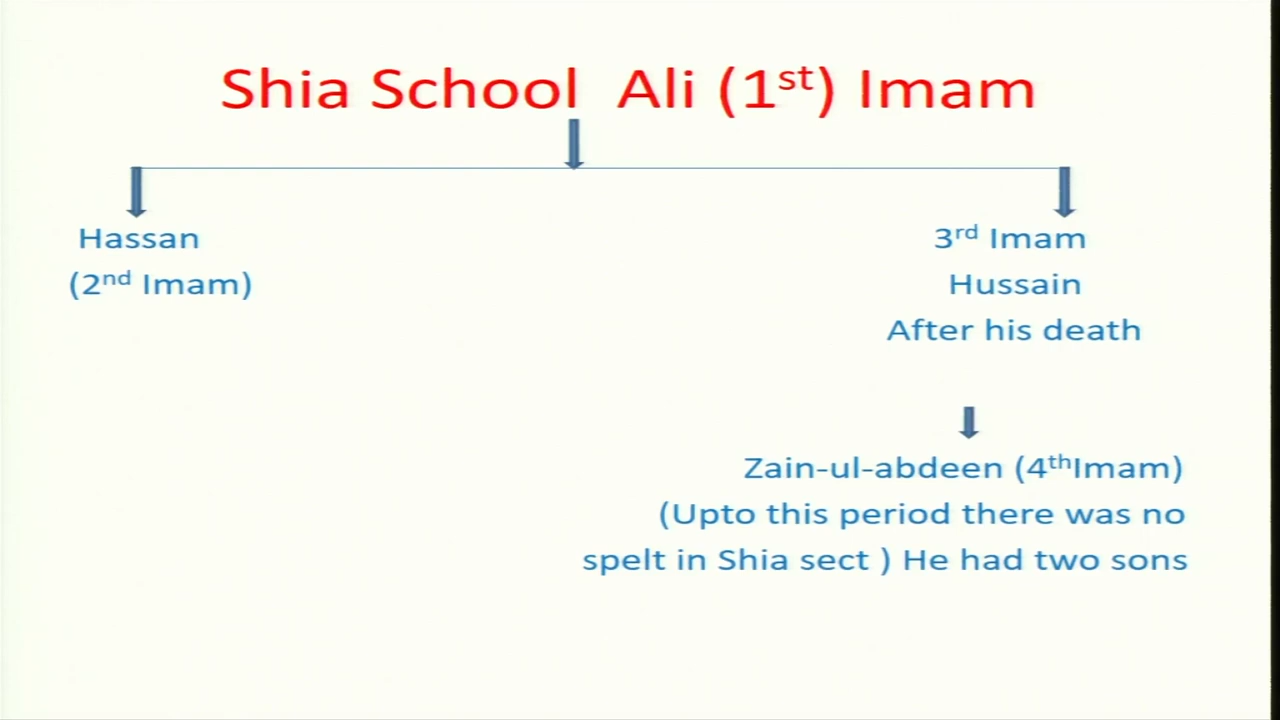 Shia School Ali (1st) Imam
Hassan
(2nd Imam)
3rd Imam
Hussain
After his death
Zain-ul-abdeen (4thImam)
(Upto this period there was no
spelt in Shia sect ) He had two sons